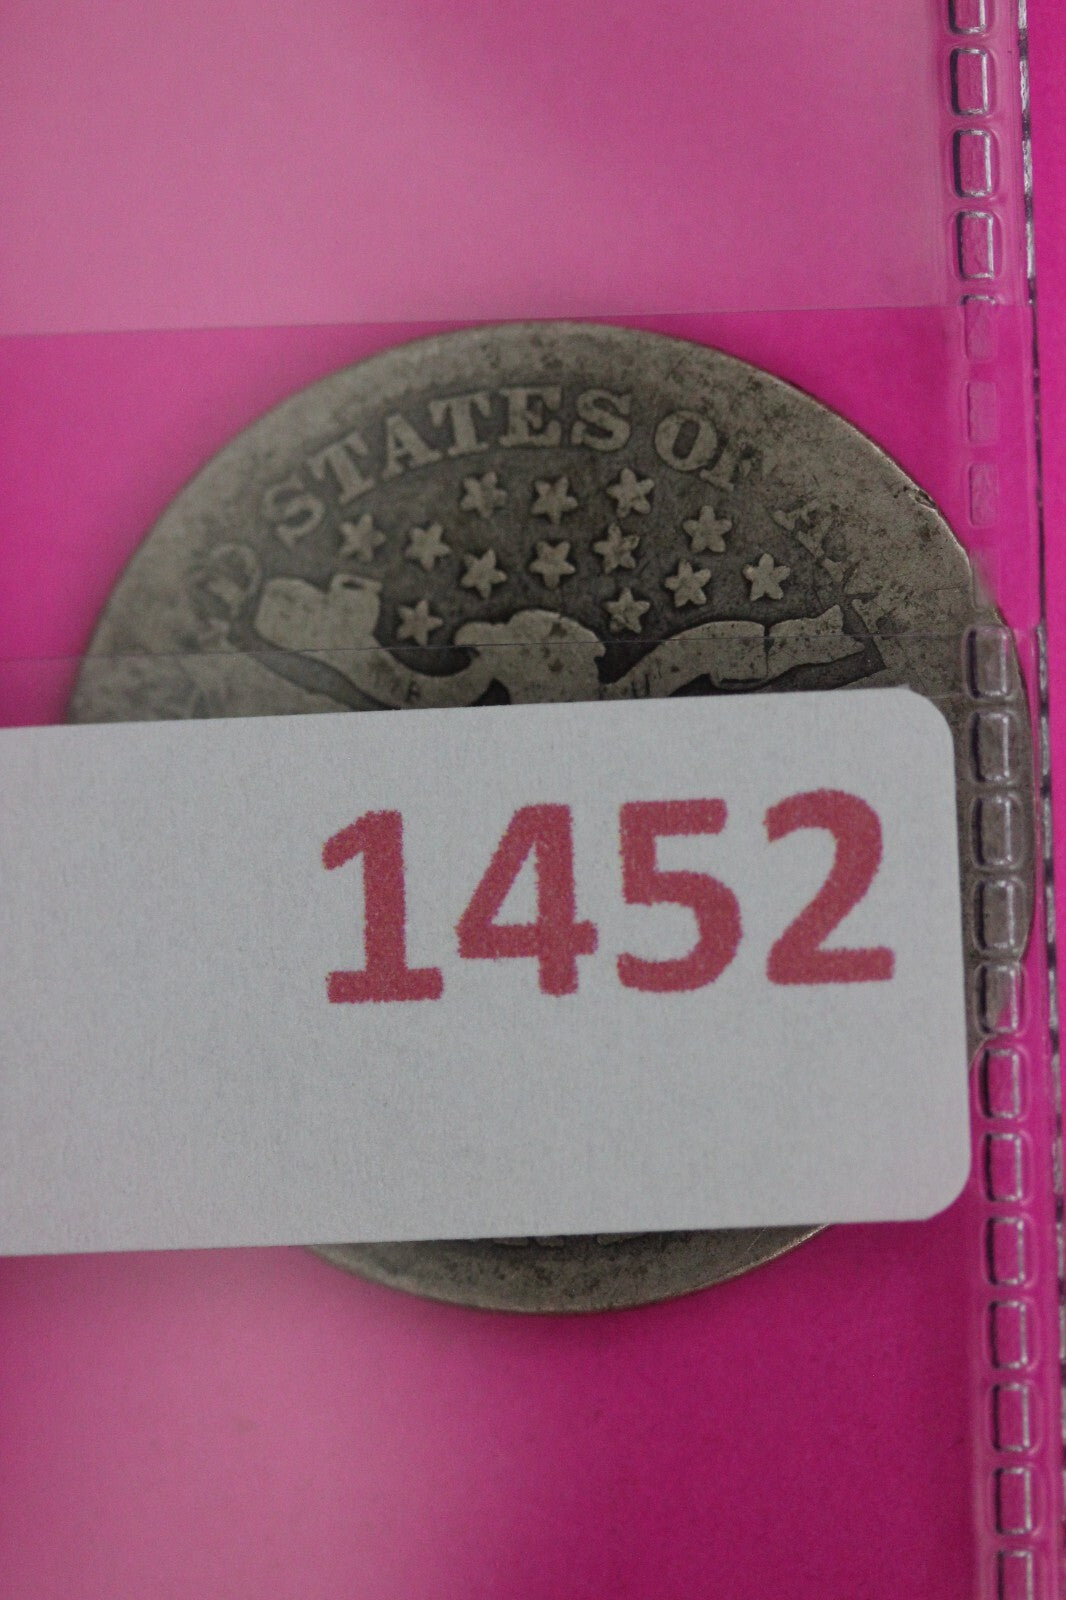 D STATES OF A
1452